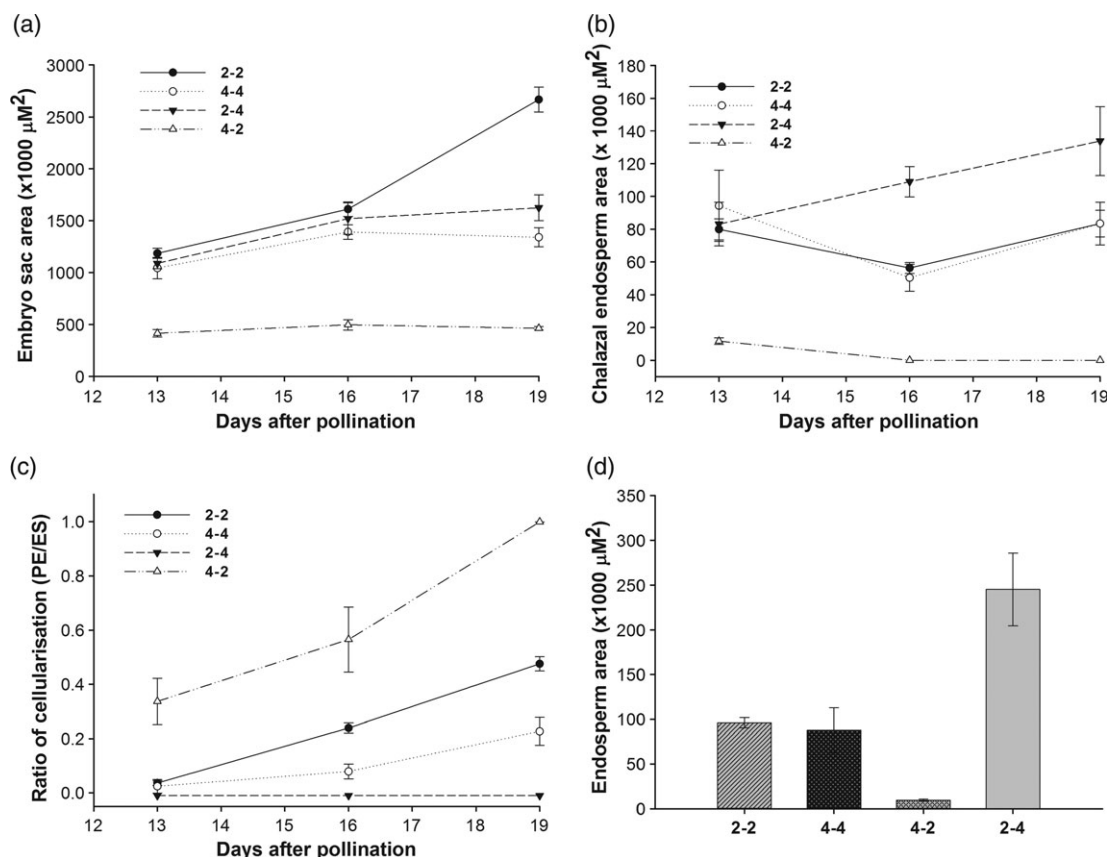 (a)
Embryo sac area (x1000 μM²)
3000
2500
2000
1500
1000
500
0
2-2
4-4
2-4
4-2
12 13 14 15 16 17 18 19
Days after pollination
(b)
Chalazal endosperm area (x 1000 μM²)
180
160
140
120
100
80
60
40
20
0
2-2
4-4
2-4
4-2
12 13 14 15 16 17 18 19
Days after pollination
(c)
Ratio of cellularisation (PE/ES)
1.0
0.8
0.6
0.4
0.2
0.0
2-2
4-4
2-4
4-2
12 13 14 15 16 17 18 19
Days after pollination
(d)
Endosperm area (x1000 μM²)
350
300
250
200
150
100
50
0
2-2 4-4 4-2 2-4